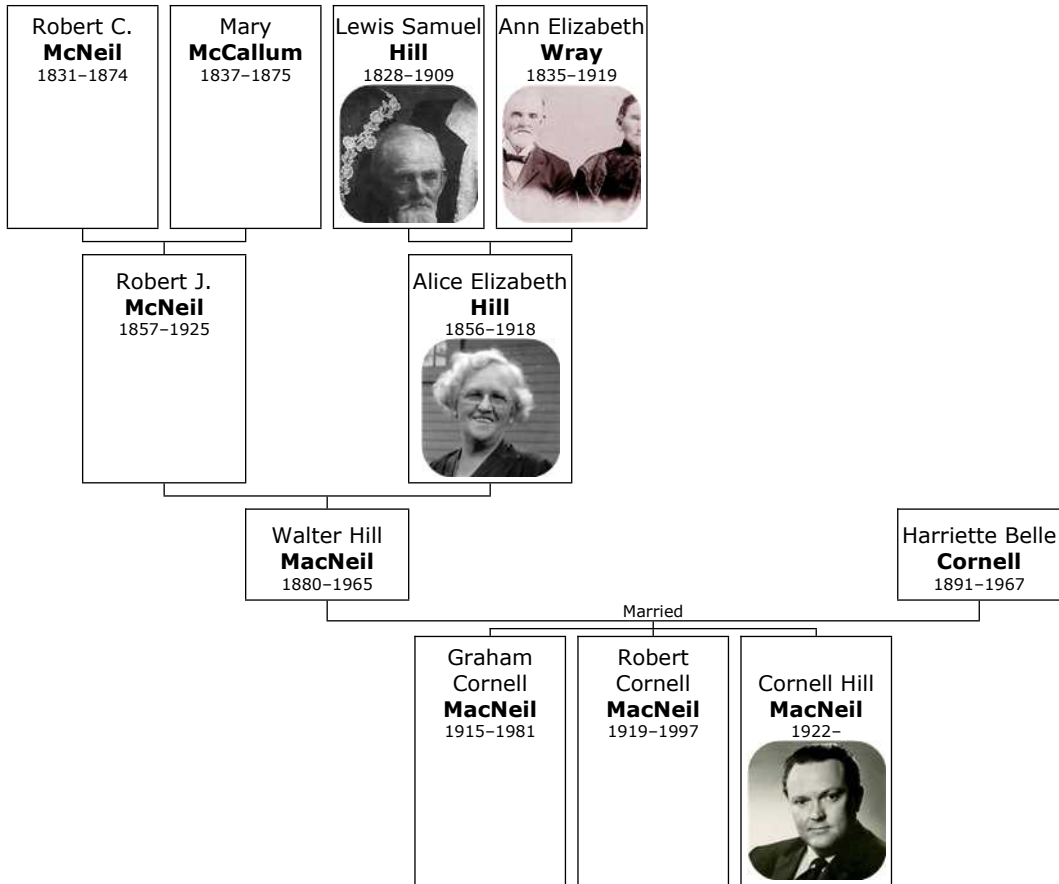 Robert C.
McNeil
1831–1874
Mary
McCallum
1837–1875
Lewis Samuel
Hill
1828–1909
Ann Elizabeth
Wray
1835–1919
Robert J.
McNeil
1857–1925
Alice Elizabeth
Hill
1856–1918
Walter Hill
MacNeil
1880–1965
Harriette Belle
Cornell
1891–1967
Married
Graham
Cornell
MacNeil
1915–1981
Robert
Cornell
MacNeil
1919–1997
Cornell Hill
MacNeil
1922–